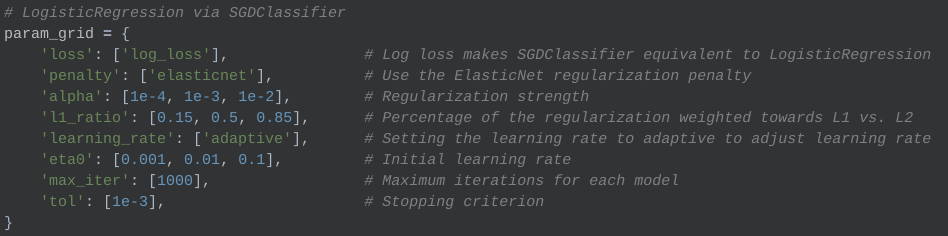 # LogisticRegression via SGDClassifier
param_grid = {
    'loss': ['log_loss'],               # Log loss makes SGDClassifier equivalent to LogisticRegression
    'penalty': ['elasticnet'],          # Use the ElasticNet regularization penalty
    'alpha': [1e-4, 1e-3, 1e-2],        # Regularization strength
    'l1_ratio': [0.15, 0.5, 0.85],      # Percentage of the regularization weighted towards L1 vs. L2
    'learning_rate': ['adaptive'],      # Setting the learning rate to adaptive to adjust learning rate
    'eta0': [0.001, 0.01, 0.1],         # Initial learning rate
    'max_iter': [1000],                 # Maximum iterations for each model
    'tol': [1e-3],                      # Stopping criterion
}